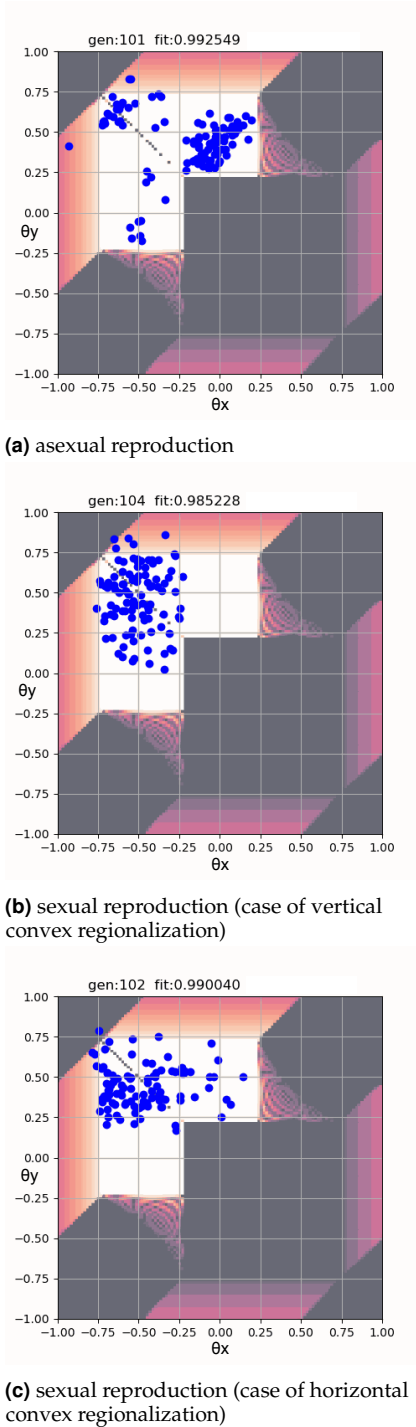 gen:101 fit:0.992549
1.00
0.75
0.50
0.25
0.00
θy
−0.25
−0.50
−0.75
−1.00
−1.00 −0.75 −0.50 −0.25 0.00 0.25 0.50 0.75 1.00
θx
(a) asexual reproduction
gen:104 fit:0.985228
1.00
0.75
0.50
0.25
0.00
θy
−0.25
−0.50
−0.75
−1.00
−1.00 −0.75 −0.50 −0.25 0.00 0.25 0.50 0.75 1.00
θx
(b) sexual reproduction (case of vertical
convex regionalization)
gen:102 fit:0.990040
1.00
0.75
0.50
0.25
0.00
θy
−0.25
−0.50
−0.75
−1.00
−1.00 −0.75 −0.50 −0.25 0.00 0.25 0.50 0.75 1.00
θx
(c) sexual reproduction (case of horizontal
convex regionalization)